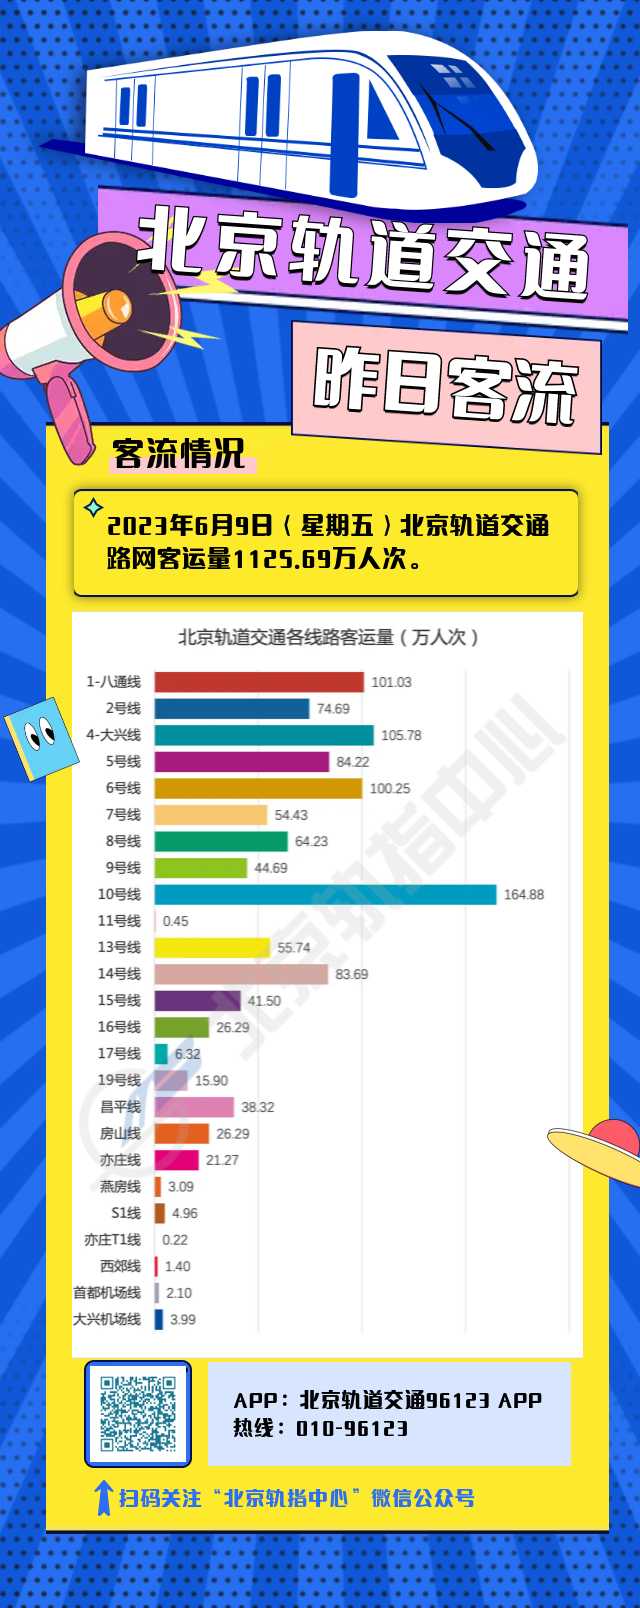 北京轨道交通
昨日客流
客流情况
2023年6月9日（星期五）北京轨道交通
路网客运量1125.69万人次。
北京轨道交通各线路客运量（万人次）
1-八通线 101.03
2号线 74.69
4-大兴线 105.78
5号线 84.22
6号线 100.25
7号线 54.43
8号线 64.23
9号线 44.69
10号线 164.88
11号线 0.45
13号线 55.74
14号线 83.69
15号线 41.50
16号线 26.29
17号线 6.32
19号线 15.90
昌平线 38.32
房山线 26.29
亦庄线 21.27
燕房线 3.09
S1线 4.96
亦庄T1线 0.22
西郊线 1.40
首都机场线 2.10
大兴机场线 3.99
北京轨指中心
APP：北京轨道交通96123 APP
热线：010-96123
扫码关注“北京轨指中心”微信公众号